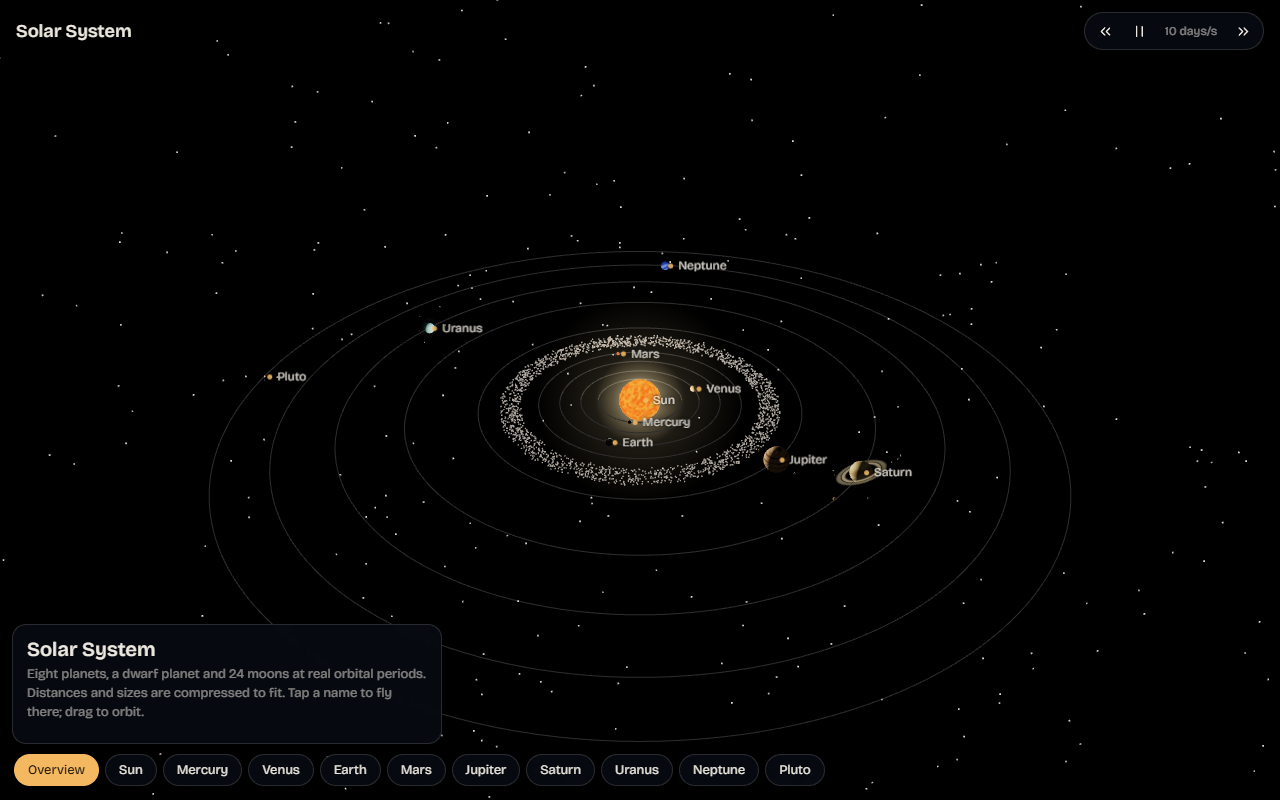 Solar System
10 days/s
Neptune
Uranus
Mars
Pluto
Venus
Sun
Mercury
Earth
Jupiter
Saturn
Solar System
Eight planets, a dwarf planet and 24 moons at real orbital periods.
Distances and sizes are compressed to fit. Tap a name to fly
there; drag to orbit.
Overview
Sun
Mercury
Venus
Earth
Mars
Jupiter
Saturn
Uranus
Neptune
Pluto